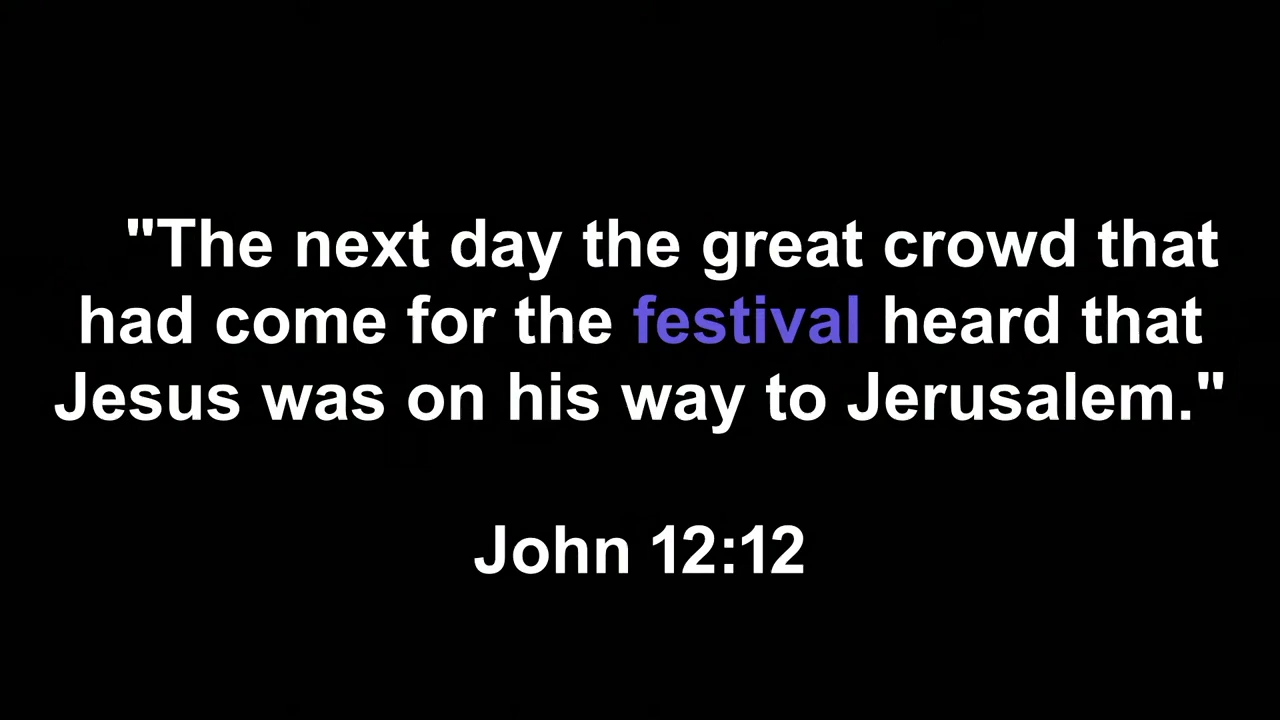 "The next day the great crowd that
had come for the festival heard that
Jesus was on his way to Jerusalem."
John 12:12